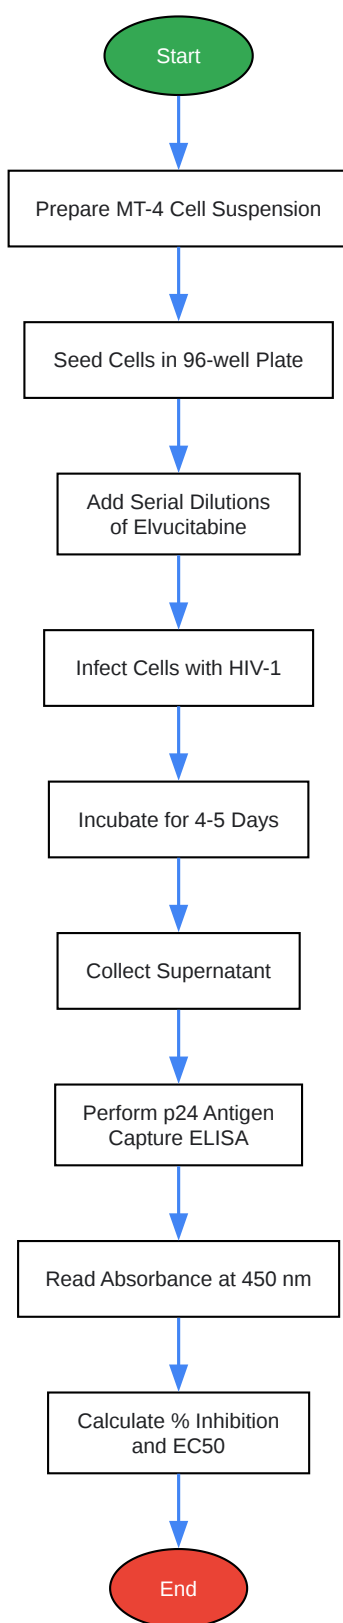 Start
Prepare MT-4 Cell Suspension
Seed Cells in 96-well Plate
Add Serial Dilutions
of Elvucitabine
Infect Cells with HIV-1
Incubate for 4-5 Days
Collect Supernatant
Perform p24 Antigen
Capture ELISA
Read Absorbance at 450 nm
Calculate % Inhibition
and EC50
End